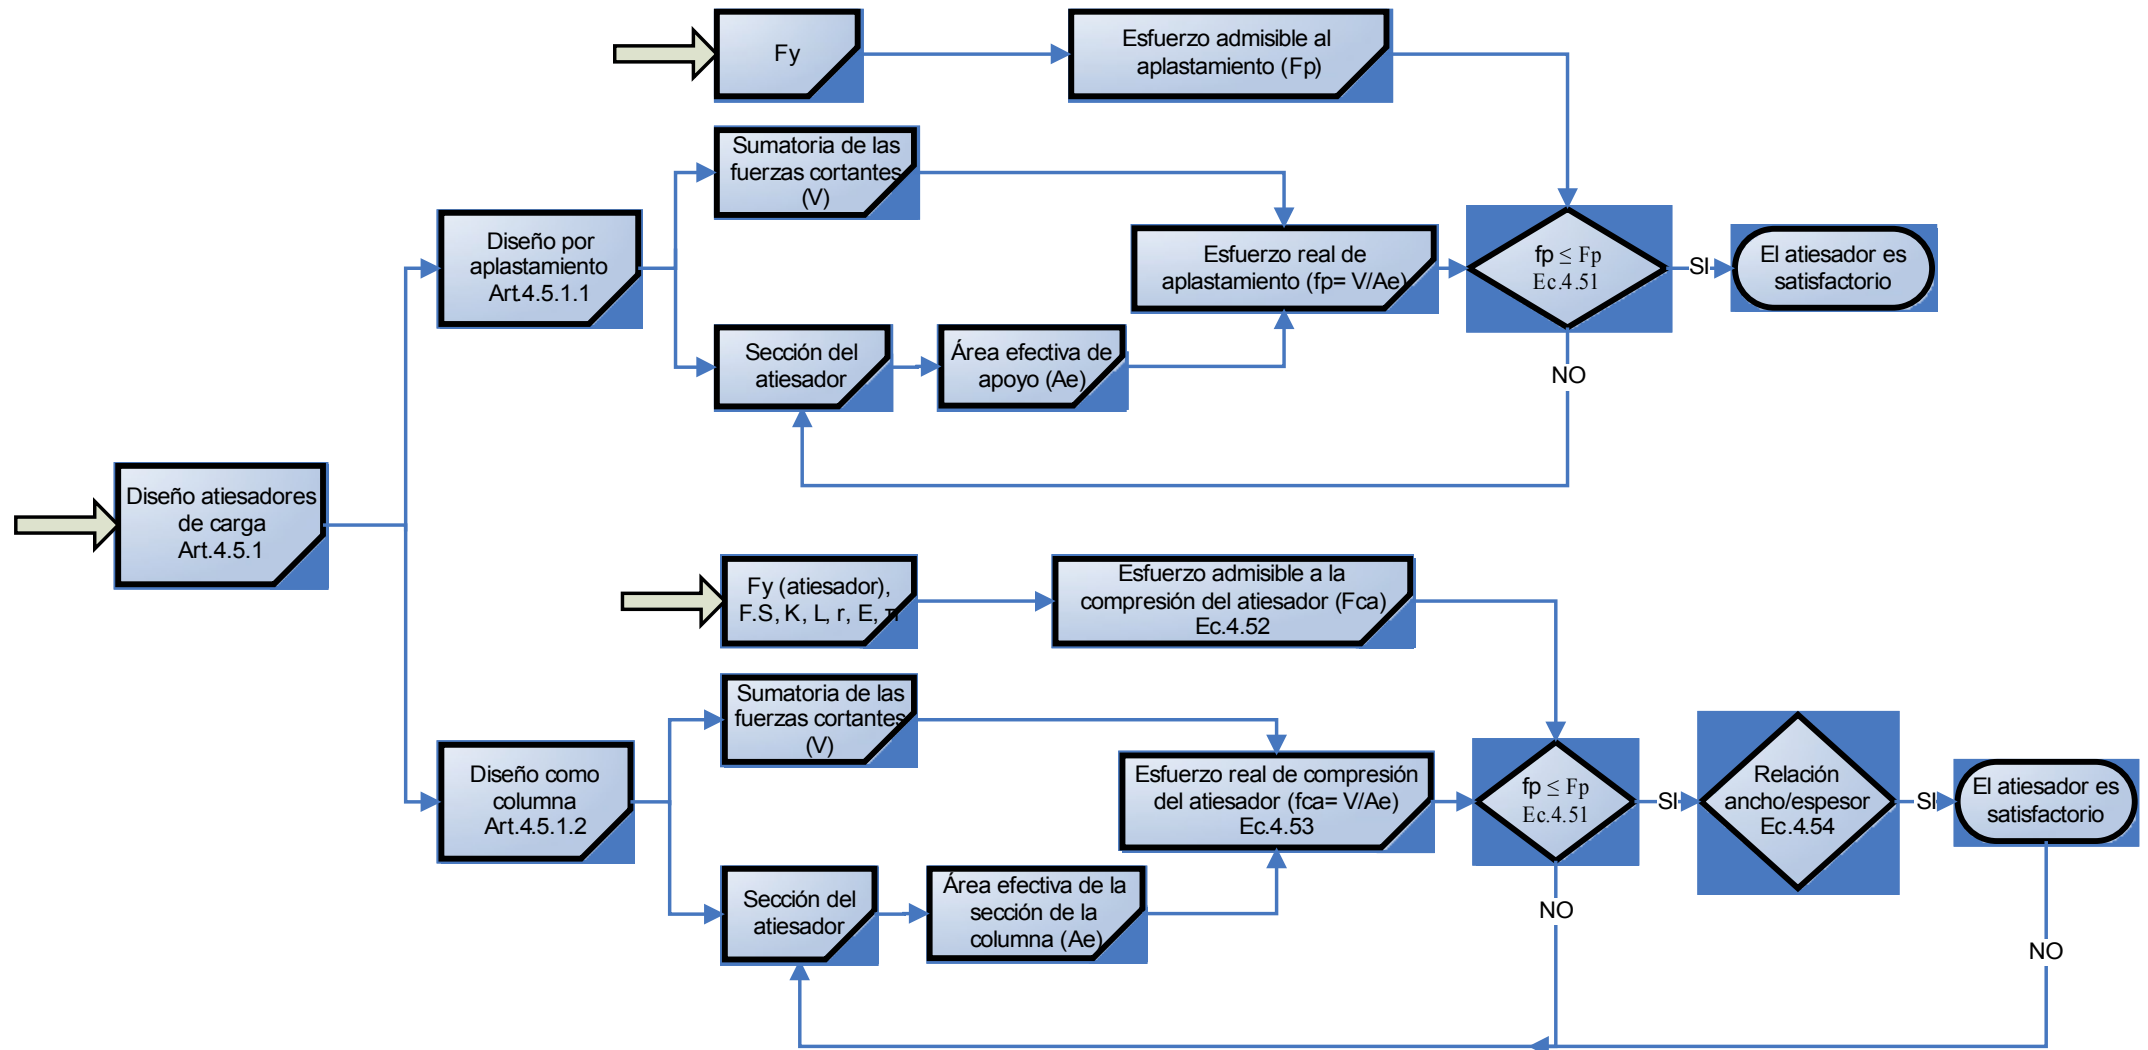 Fy
Esfuerzo admisible al
aplastamiento (Fp)
Sumatoria de las
fuerzas cortantes
(V)
Diseño por
aplastamiento
Art.4.5.1.1
Esfuerzo real de
aplastamiento (fp= V/Ae)
fp ≤ Fp
Ec.4.51
SI
El atiesador es
satisfactorio
Sección del
atiesador
Área efectiva de
apoyo (Ae)
NO
Diseño atiesadores
de carga
Art.4.5.1
Fy (atiesador),
F.S, K, L, r, E, π
Esfuerzo admisible a la
compresión del atiesador (Fca)
Ec.4.52
Sumatoria de las
fuerzas cortantes
(V)
Diseño como
columna
Art.4.5.1.2
Esfuerzo real de compresión
del atiesador (fca= V/Ae)
Ec.4.53
fp ≤ Fp
Ec.4.51
SI
Relación
ancho/espesor
Ec.4.54
SI
El atiesador es
satisfactorio
Sección del
atiesador
Área efectiva de la
sección de la
columna (Ae)
NO
NO